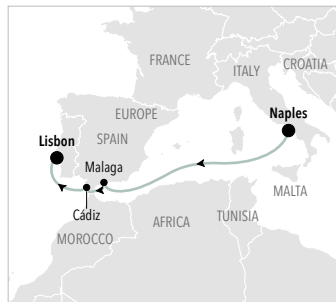 FRANCE
CROATIA
ITALY
EUROPE
Naples
Lisbon
SPAIN
Malaga
MALTA
Cádiz
AFRICA
TUNISIA
MOROCCO